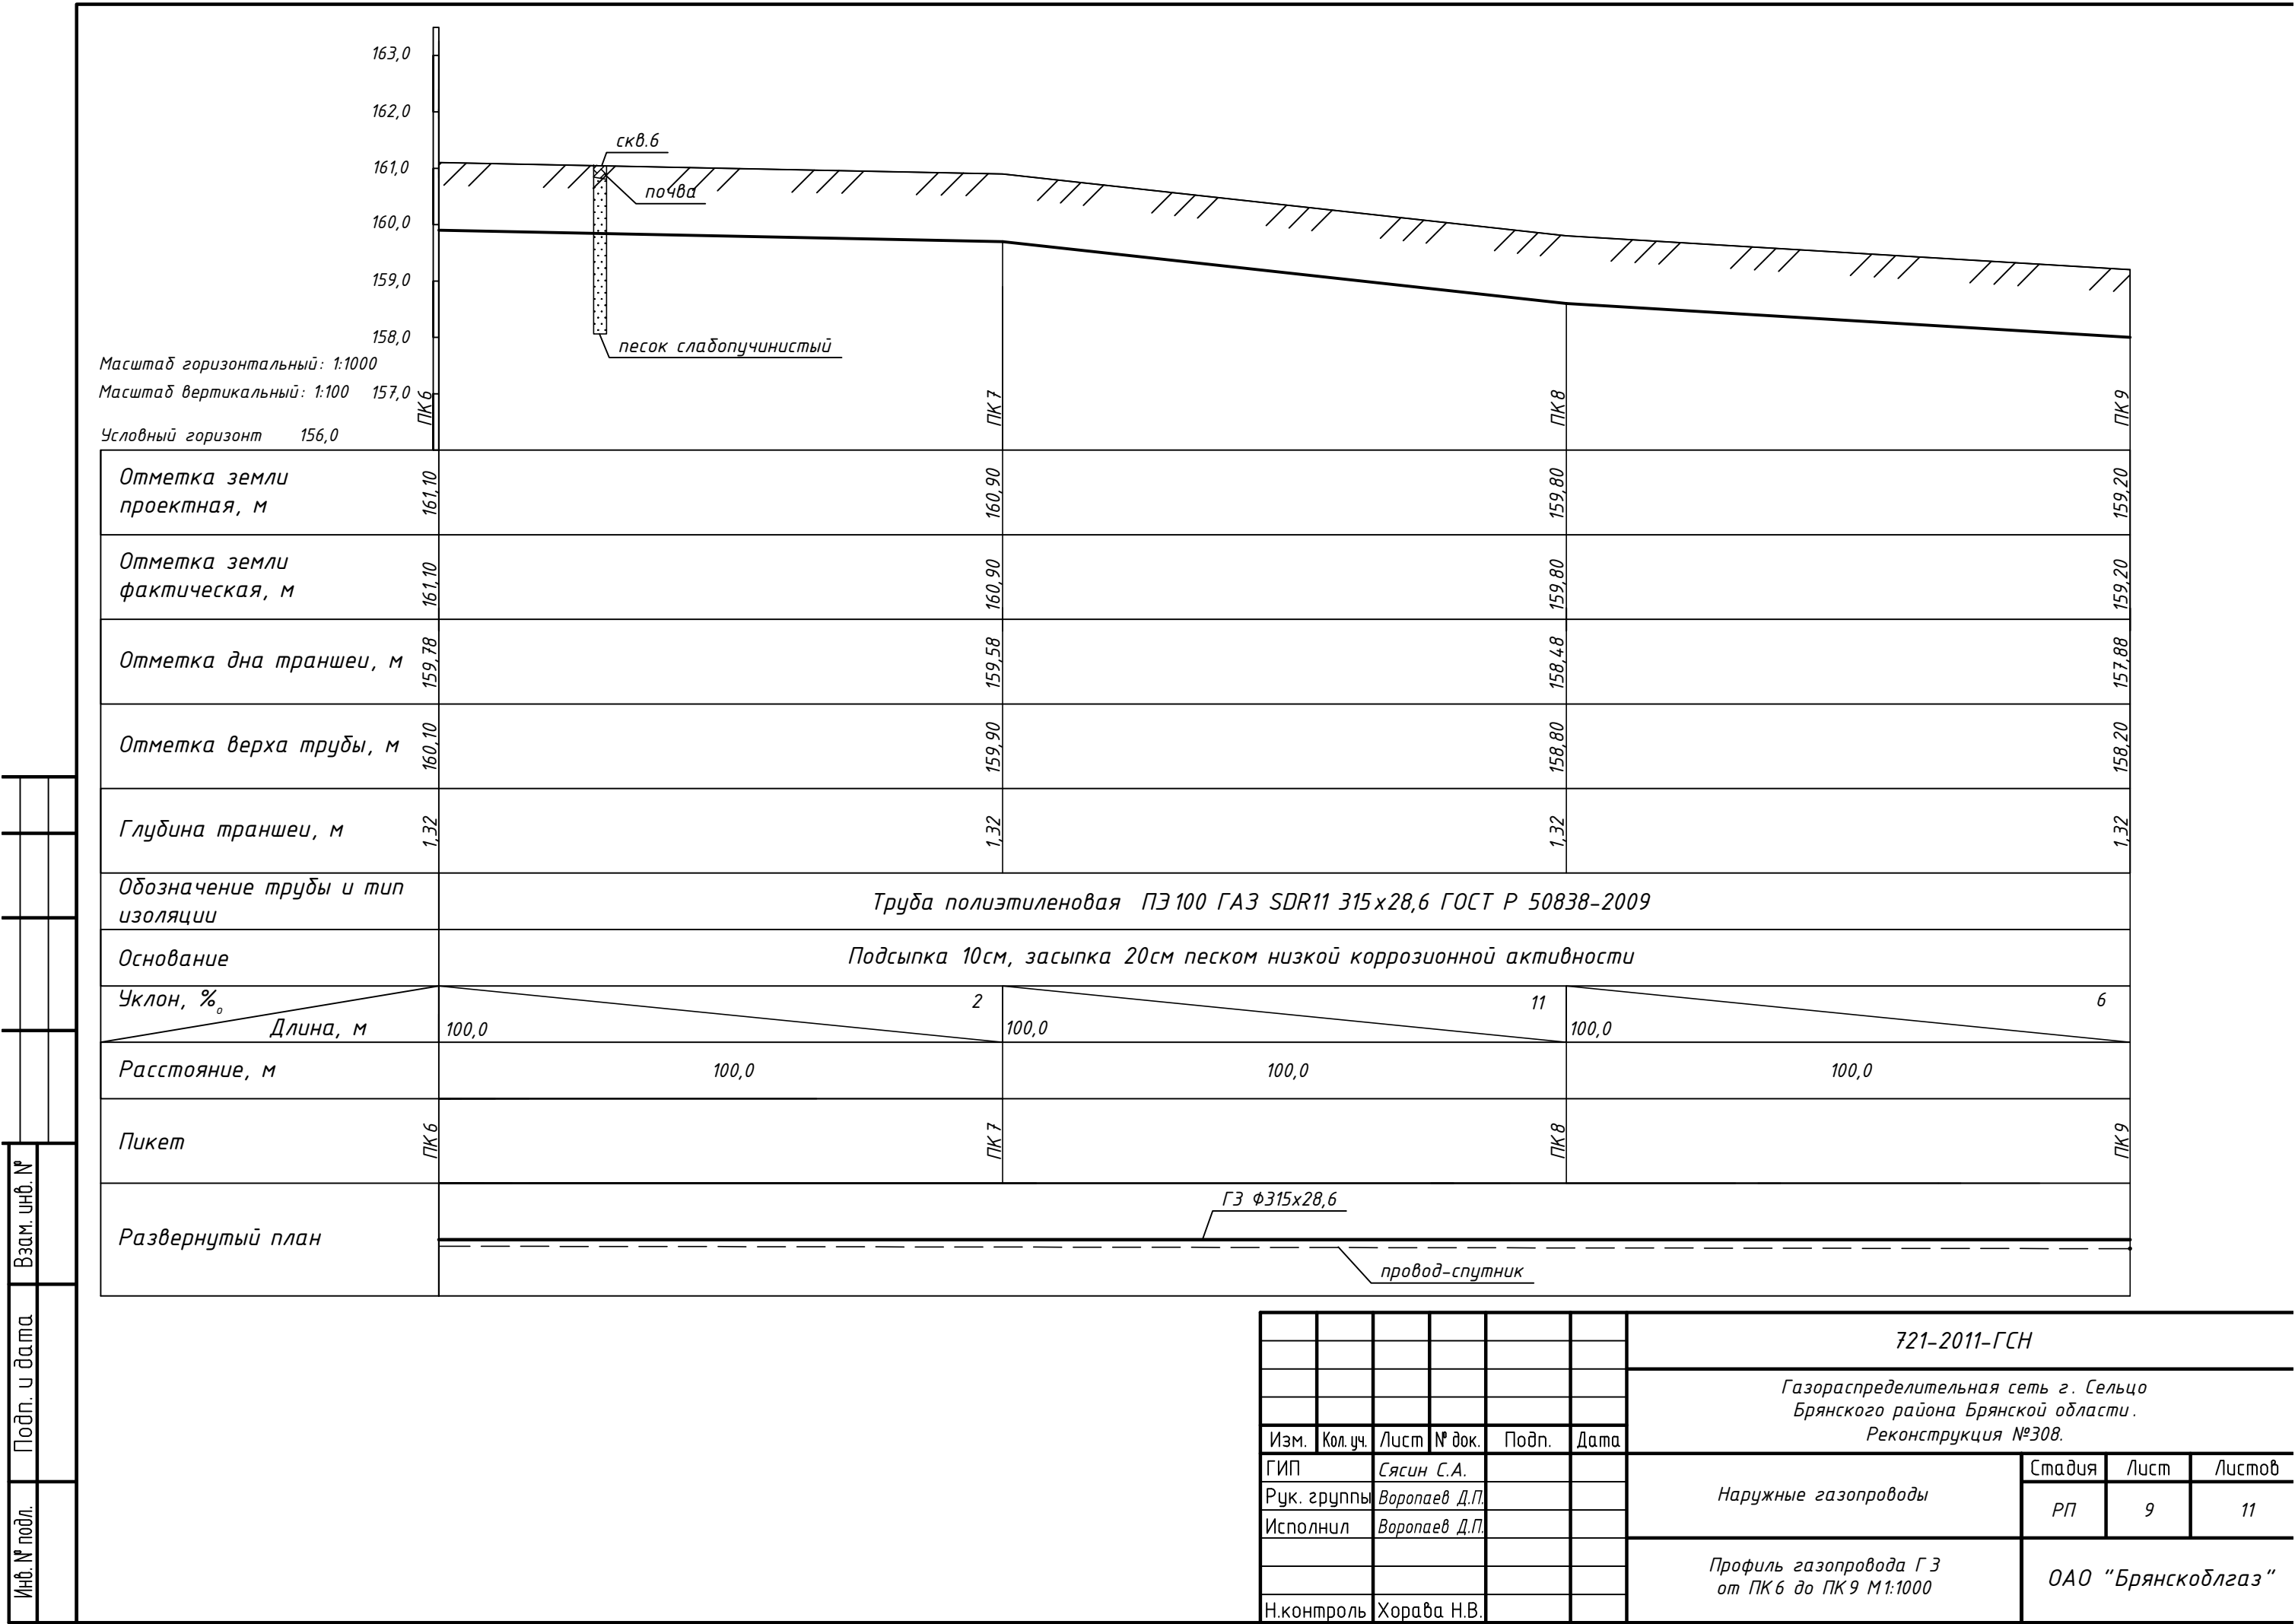 163,0
162,0
161,0
160,0
159,0
158,0
157,0
скв.6
почва
песок слабопучинистый
Масштаб горизонтальный: 1:1000
Масштаб вертикальный: 1:100
Условный горизонт 156,0
ПК6 ПК7 ПК8 ПК9
Отметка земли
проектная, м
161,10 160,90 159,80 159,20
Отметка земли
фактическая, м
161,10 160,90 159,80 159,20
Отметка дна траншеи, м
159,78 159,58 158,48 157,88
Отметка верха трубы, м
160,10 159,90 158,80 158,20
Глубина траншеи, м
1,32 1,32 1,32 1,32
Обозначение трубы и тип
изоляции
Труба полиэтиленовая ПЭ100 ГАЗ SDR11 315х28,6 ГОСТ Р 50838-2009
Основание
Подсыпка 10см, засыпка 20см песком низкой коррозионной активности
Уклон, %о
Длина, м
2 11 6
100,0 100,0 100,0
Расстояние, м
100,0 100,0 100,0
Пикет
ПК6 ПК7 ПК8 ПК9
Развернутый план
Г3 Ф315х28,6
провод-спутник
Взам. инв. №
Подп. и дата
Инв. № подл.
721-2011-ГСН
Газораспределительная сеть г. Сельцо
Брянского района Брянской области.
Реконструкция №308.
Изм. Кол. уч. Лист № док. Подп. Дата
ГИП Сясин С.А.
Рук. группы Воропаев Д.П.
Исполнил Воропаев Д.П.
Н.контроль Хорава Н.В.
Наружные газопроводы
Стадия Лист Листов
РП 9 11
Профиль газопровода Г3
от ПК6 до ПК9 М1:1000
ОАО "Брянскоблгаз"